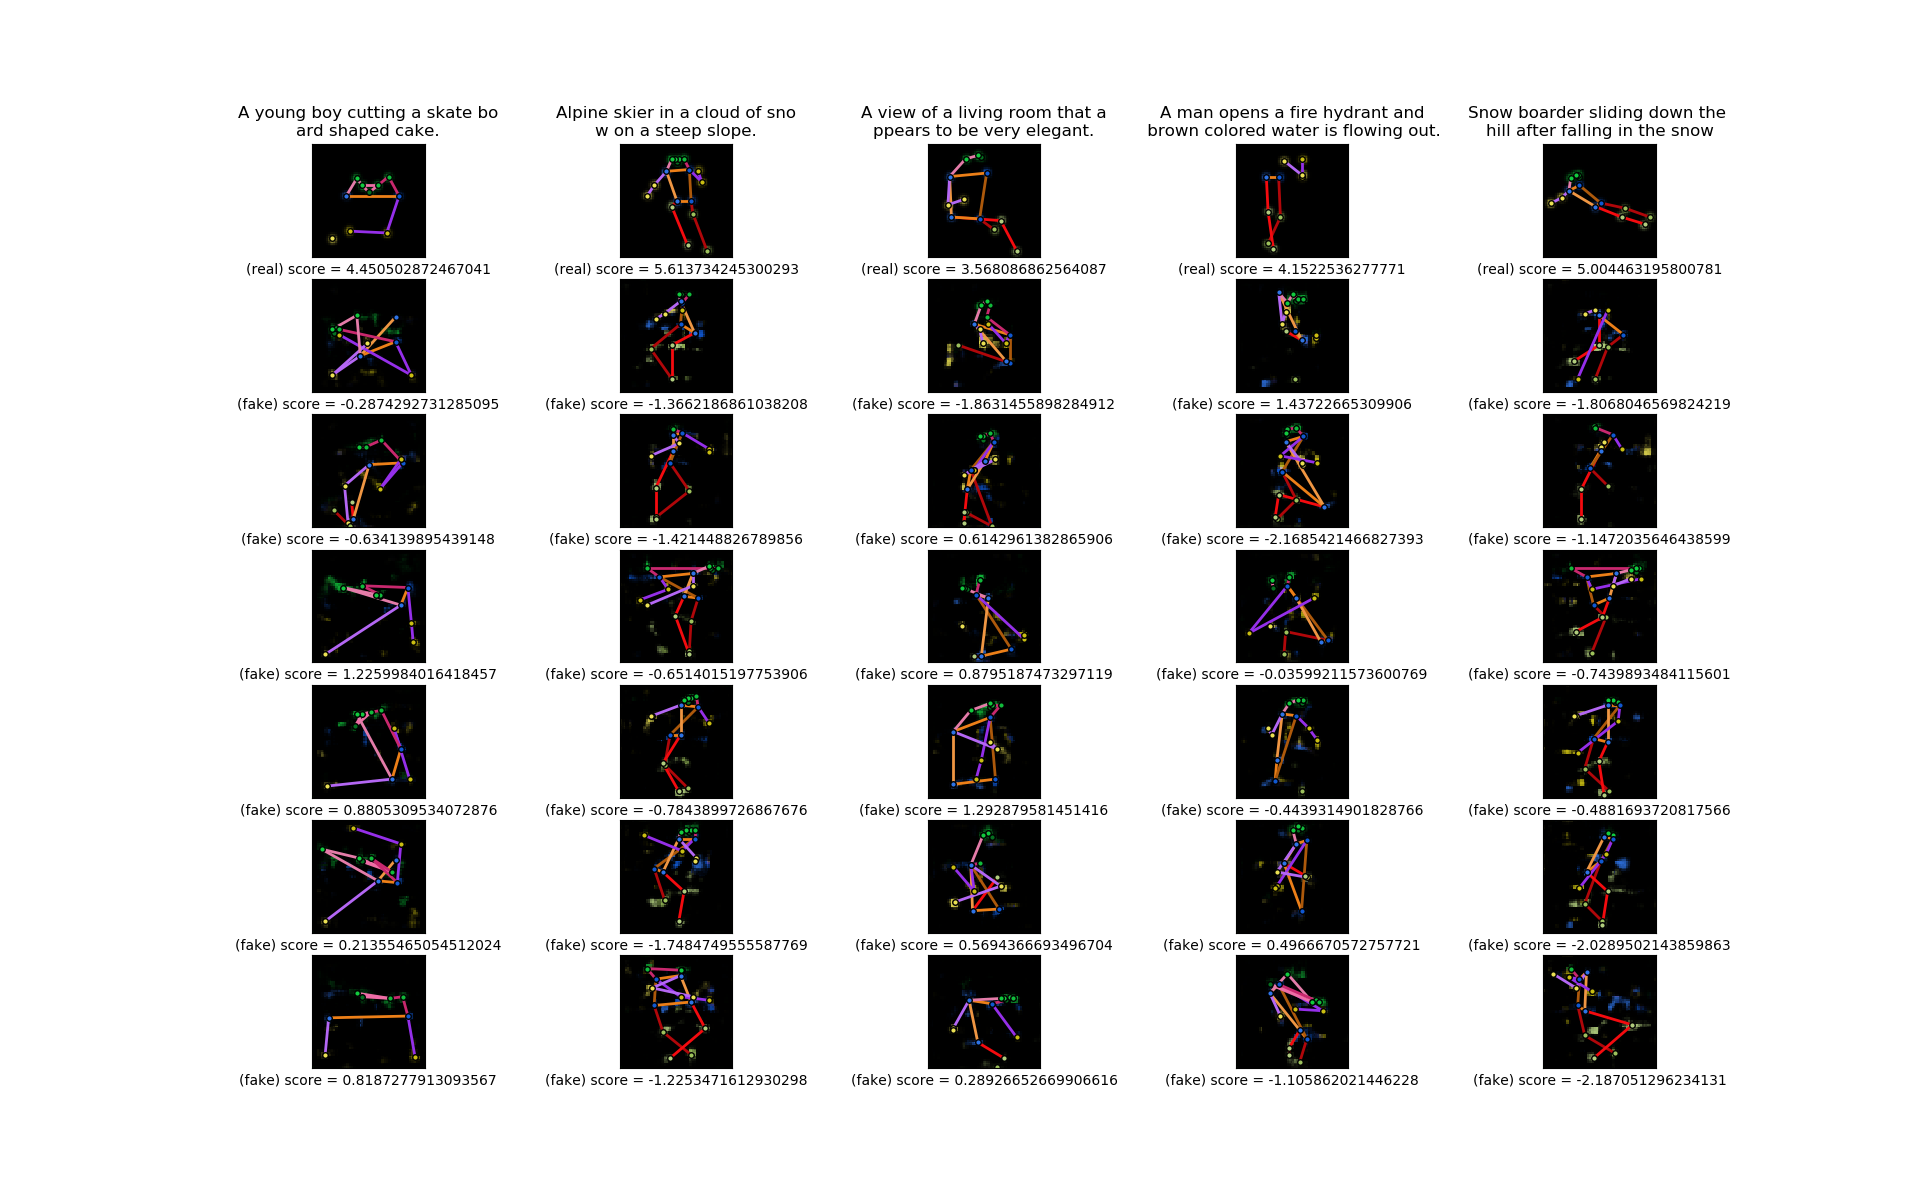 A young boy cutting a skate bo
ard shaped cake.
Alpine skier in a cloud of sno
w on a steep slope.
A view of a living room that a
ppears to be very elegant.
A man opens a fire hydrant and
brown colored water is flowing out.
Snow boarder sliding down the
hill after falling in the snow
(real) score = 4.450502872467041
(real) score = 5.613734245300293
(real) score = 3.568086862564087
(real) score = 4.1522536277771
(real) score = 5.004463195800781
(fake) score = -0.2874292731285095
(fake) score = -1.3662186861038208
(fake) score = -1.8631455898284912
(fake) score = 1.43722665309906
(fake) score = -1.8068046569824219
(fake) score = -0.634139895439148
(fake) score = -1.421448826789856
(fake) score = 0.6142961382865906
(fake) score = -2.1685421466827393
(fake) score = -1.1472035646438599
(fake) score = 1.2259984016418457
(fake) score = -0.6514015197753906
(fake) score = 0.8795187473297119
(fake) score = -0.03599211573600769
(fake) score = -0.7439893484115601
(fake) score = 0.8805309534072876
(fake) score = -0.7843899726867676
(fake) score = 1.292879581451416
(fake) score = -0.4439314901828766
(fake) score = -0.4881693720817566
(fake) score = 0.21355465054512024
(fake) score = -1.7484749555587769
(fake) score = 0.5694366693496704
(fake) score = 0.4966670572757721
(fake) score = -2.0289502143859863
(fake) score = 0.8187277913093567
(fake) score = -1.2253471612930298
(fake) score = 0.28926652669906616
(fake) score = -1.105862021446228
(fake) score = -2.187051296234131